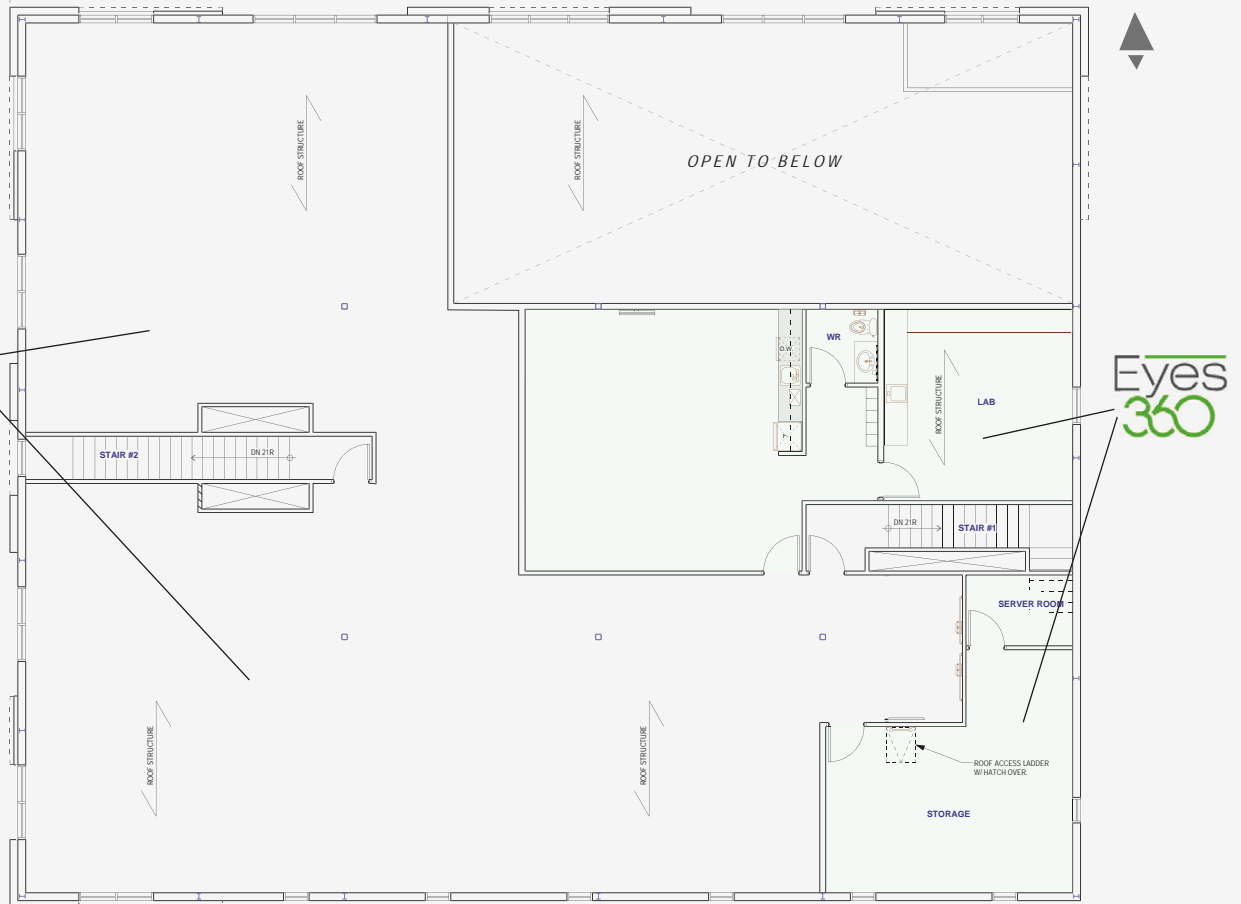 ROOF STRUCTURE
ROOF STRUCTURE
OPEN TO BELOW
WR
D.W.
LAB
ROOF STRUCTURE
Eyes
360
STAIR #2
DN 21R
DN 21R
STAIR #1
SERVER ROOM
ROOF STRUCTURE
ROOF STRUCTURE
ROOF ACCESS LADDER
W/ HATCH OVER.
STORAGE